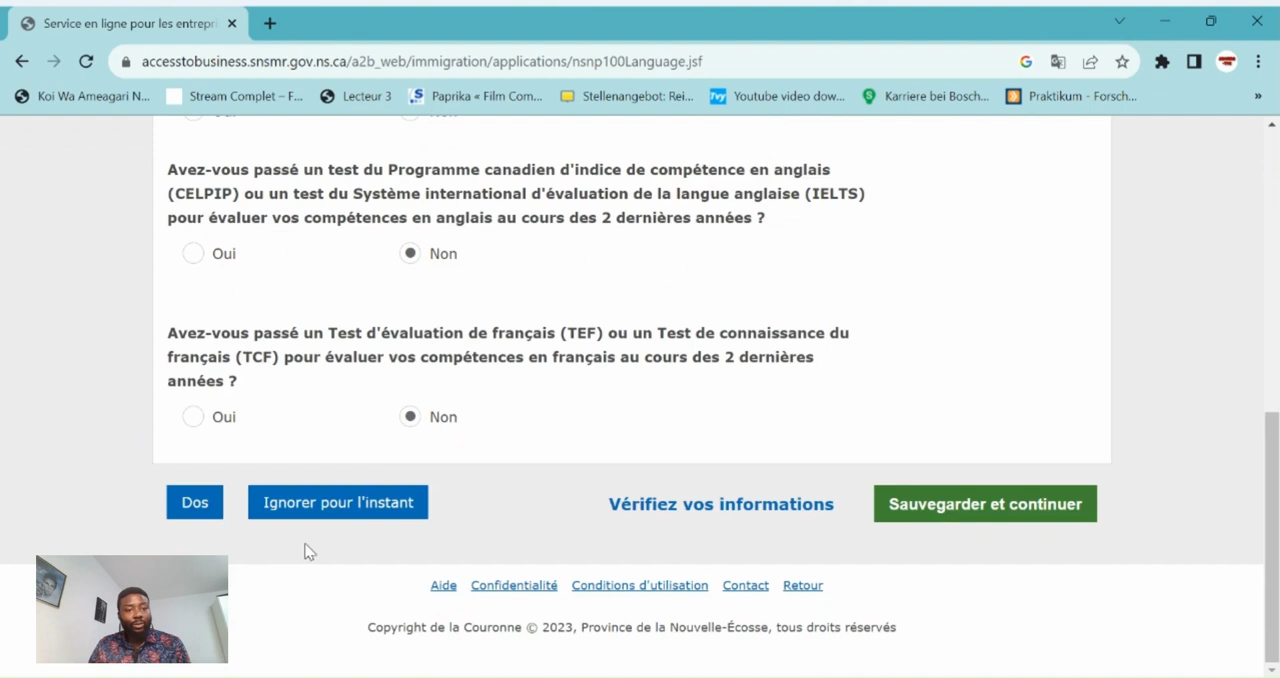 Service en ligne pour les entrepr
accesstobusiness.snsmr.gov.ns.ca/a2b_web/immigration/applications/nsnp100Language.jsf
Koi Wa Ameagari N... Stream Complet – F... Lecteur 3 Paprika « Film Com... Stellenangebot: Rei... Youtube video dow... Karriere bei Bosch... Praktikum - Forsch... »
Avez-vous passé un test du Programme canadien d'indice de compétence en anglais
(CELPIP) ou un test du Système international d'évaluation de la langue anglaise (IELTS)
pour évaluer vos compétences en anglais au cours des 2 dernières années ?
Oui Non
Avez-vous passé un Test d'évaluation de français (TEF) ou un Test de connaissance du
français (TCF) pour évaluer vos compétences en français au cours des 2 dernières
années ?
Oui Non
Dos Ignorer pour l'instant Vérifiez vos informations Sauvegarder et continuer
Aide Confidentialité Conditions d'utilisation Contact Retour
Copyright de la Couronne © 2023, Province de la Nouvelle-Écosse, tous droits réservés